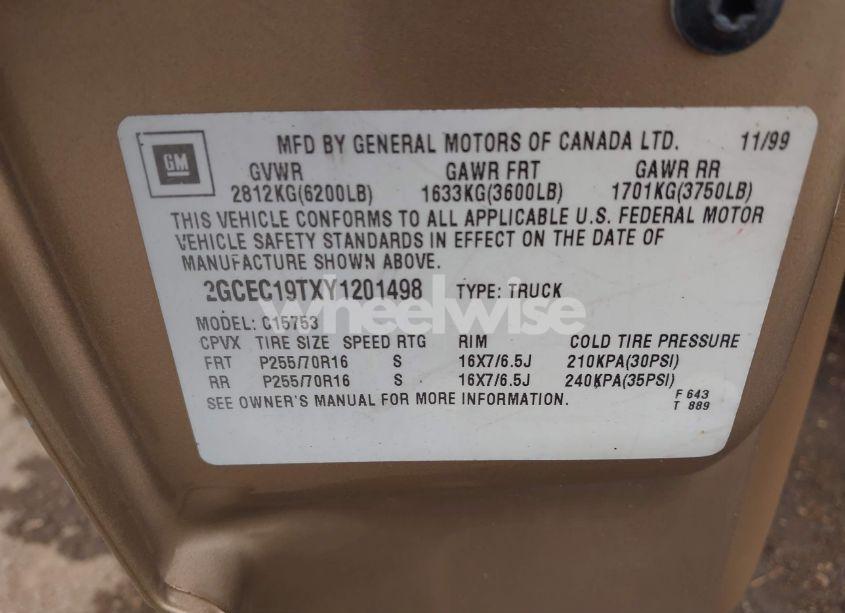 GM
MFD BY GENERAL MOTORS OF CANADA LTD. 11/99
GVWR GAWR FRT GAWR RR
2812KG(6200LB) 1633KG(3600LB) 1701KG(3750LB)
THIS VEHICLE CONFORMS TO ALL APPLICABLE U.S. FEDERAL MOTOR
VEHICLE SAFETY STANDARDS IN EFFECT ON THE DATE OF
MANUFACTURE SHOWN ABOVE.
2GCEC19TXY1201498 TYPE: TRUCK
wheelwise
MODEL: C15753
CPVX TIRE SIZE SPEED RTG RIM COLD TIRE PRESSURE
FRT P255/70R16 S 16X7/6.5J 210KPA(30PSI)
RR P255/70R16 S 16X7/6.5J 240KPA(35PSI)
SEE OWNER'S MANUAL FOR MORE INFORMATION. F 643
T 889